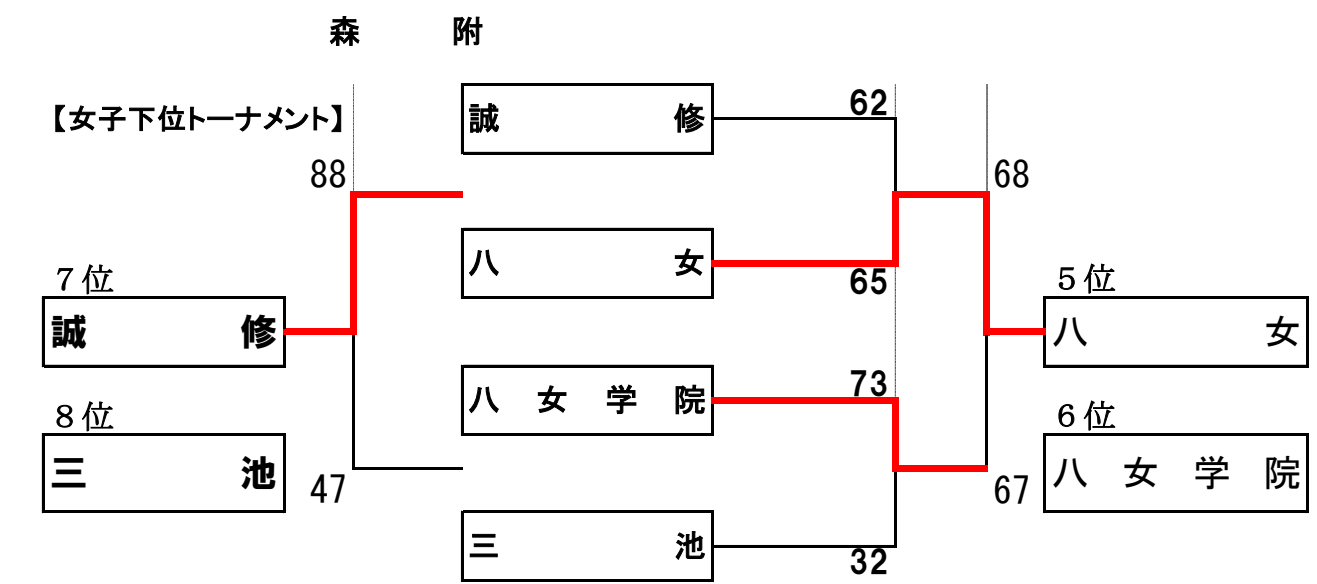 森 附
【女子下位トーナメント】
誠 修
62
88
68
八 女
65
7位
誠 修
5位
八 女
八 女 学 院
73
8位
三 池
47
6位
八 女 学 院
67
三 池
32